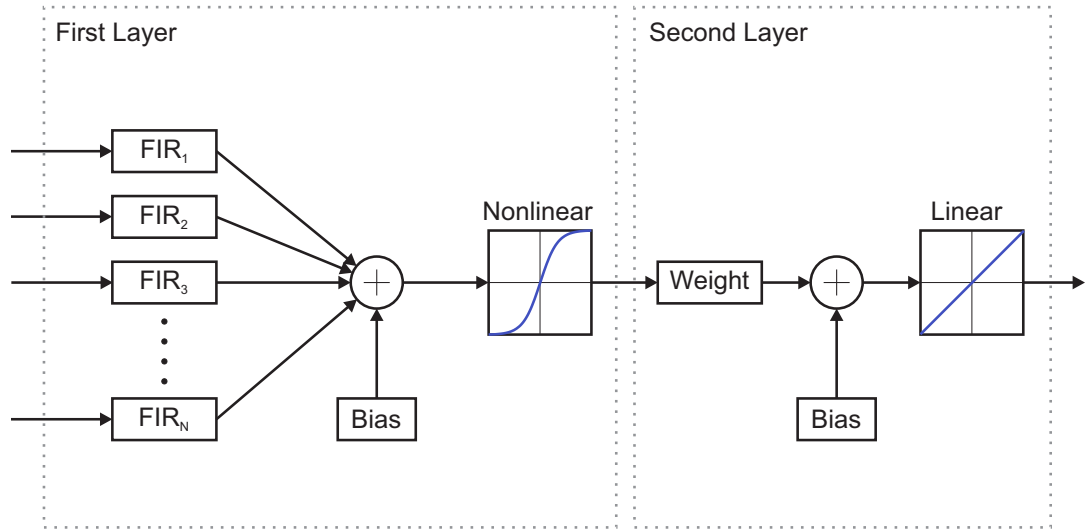 First Layer
Second Layer
FIR1
FIR2
FIR3
FIRN
Nonlinear
Bias
Weight
Linear
Bias